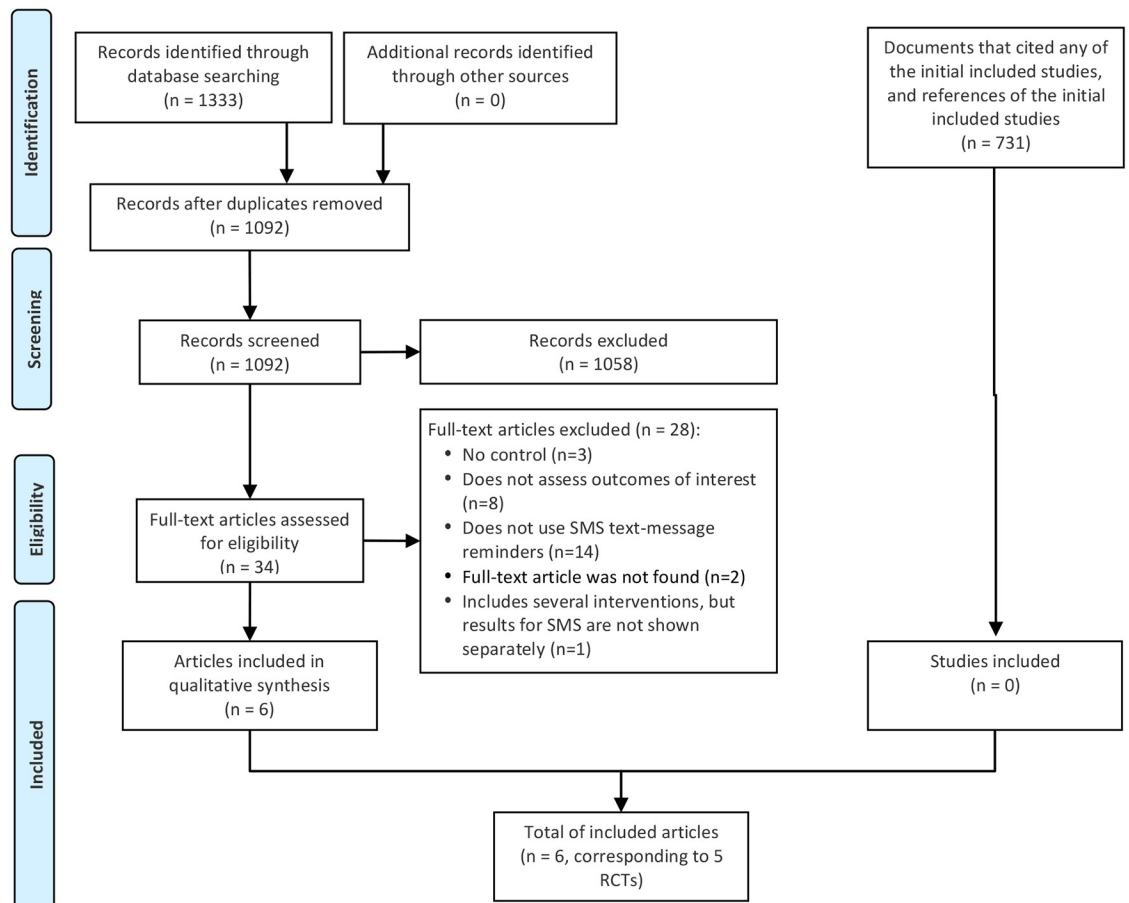 Identification
Records identified through
database searching
(n = 1333)
Additional records identified
through other sources
(n = 0)
Documents that cited any of
the initial included studies,
and references of the initial
included studies
(n = 731)
Records after duplicates removed
(n = 1092)
Screening
Records screened
(n = 1092)
Records excluded
(n = 1058)
Eligibility
Full-text articles assessed
for eligibility
(n = 34)
Full-text articles excluded (n = 28):
• No control (n=3)
• Does not assess outcomes of interest
(n=8)
• Does not use SMS text-message
reminders (n=14)
• Full-text article was not found (n=2)
• Includes several interventions, but
results for SMS are not shown
separately (n=1)
Included
Articles included in
qualitative synthesis
(n = 6)
Studies included
(n = 0)
Total of included articles
(n = 6, corresponding to 5
RCTs)